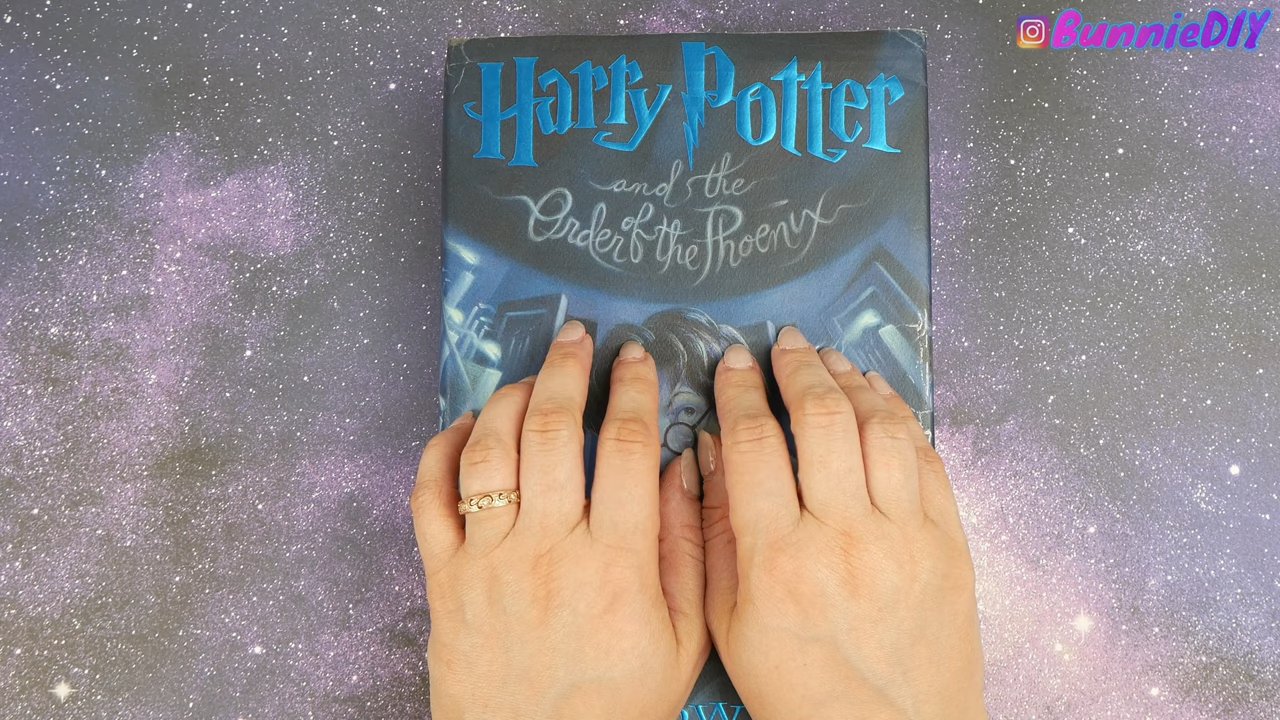 BunnieDIY
Harry Potter
and the
Order of the Phoenix